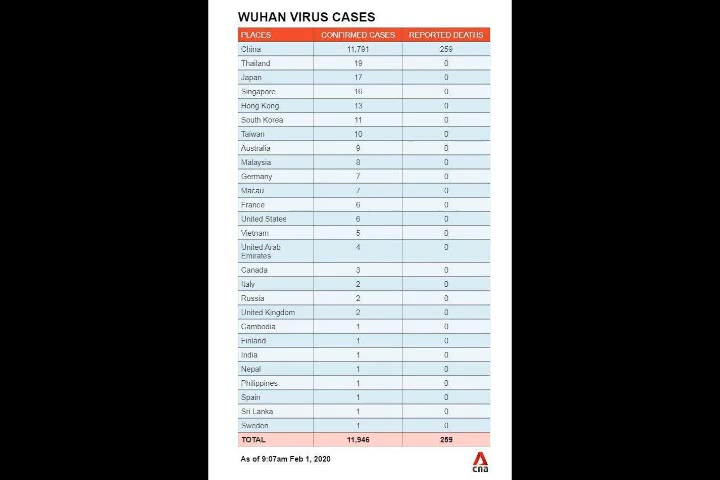 WUHAN VIRUS CASES
PLACES CONFIRMED CASES REPORTED DEATHS
China 11,791 259
Thailand 19 0
Japan 17 0
Singapore 16 0
Hong Kong 13 0
South Korea 11 0
Taiwan 10 0
Australia 9 0
Malaysia 8 0
Germany 7 0
Macau 7 0
France 6 0
United States 6 0
Vietnam 5 0
United Arab 4 0
Emirates
Canada 3 0
Italy 2 0
Russia 2 0
United Kingdom 2 0
Cambodia 1 0
Finland 1 0
India 1 0
Nepal 1 0
Philippines 1 0
Spain 1 0
Sri Lanka 1 0
Sweden 1 0
TOTAL 11,946 259
As of 9:07am Feb 1, 2020
cna